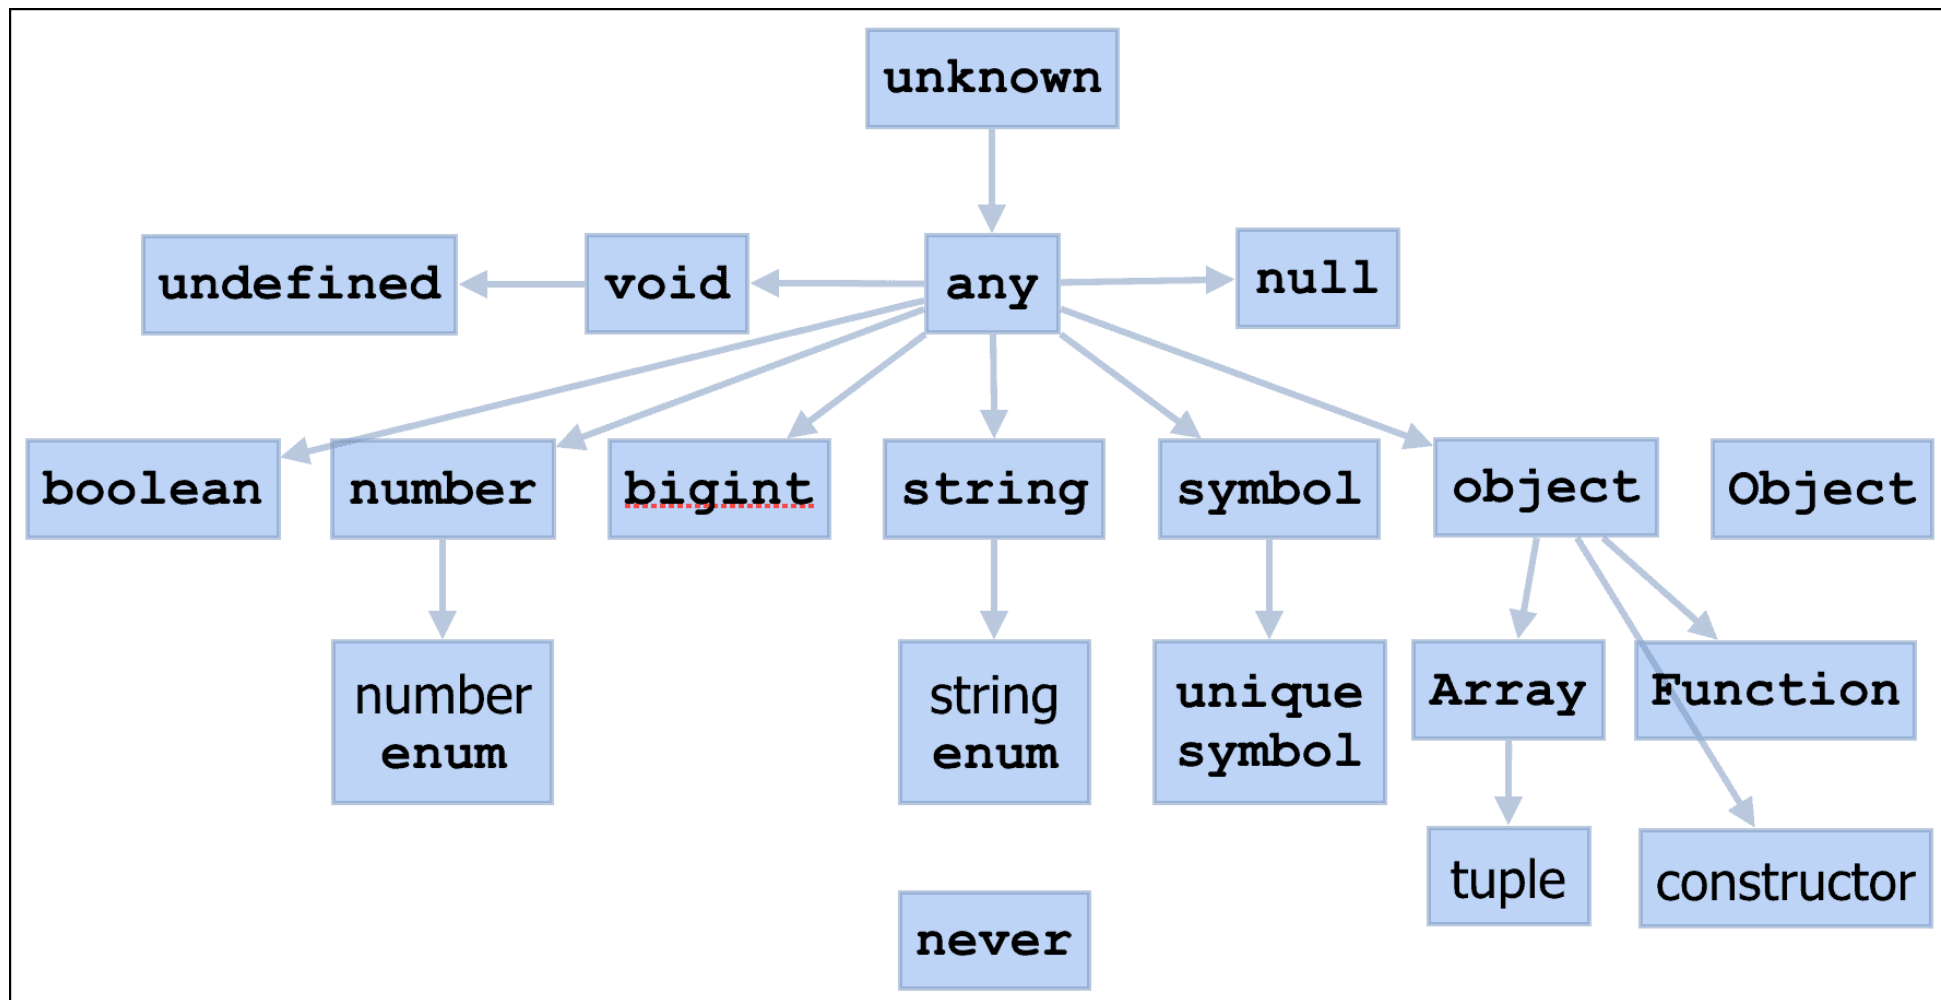 unknown
undefined
void
any
null
boolean
number
bigint
string
symbol
object
Object
number
enum
string
enum
unique
symbol
Array
Function
tuple
constructor
never